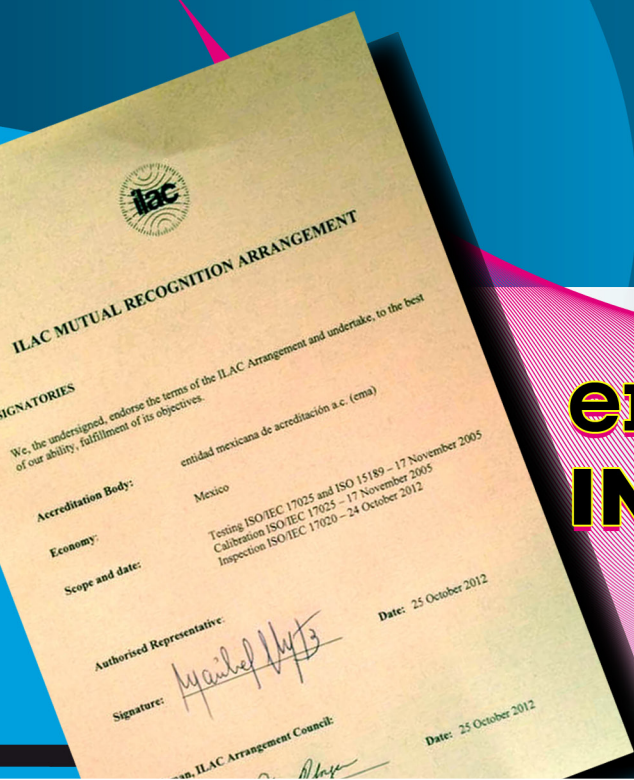 ilac
ILAC MUTUAL RECOGNITION ARRANGEMENT
SIGNATORIES
We, the undersigned, endorse the terms of the ILAC Arrangement and undertake, to the best
of our ability, fulfillment of its objectives.
Accreditation Body: entidad mexicana de acreditación a.c. (ema)
Economy: Mexico
Scope and date: Testing ISO/IEC 17025 and ISO 15189 – 17 November 2005
Calibration ISO/IEC 17025 – 17 November 2005
Inspection ISO/IEC 17020 – 24 October 2012
Authorised Representative:
Signature: Date: 25 October 2012
ILAC Arrangement Council:
Date: 25 October 2012